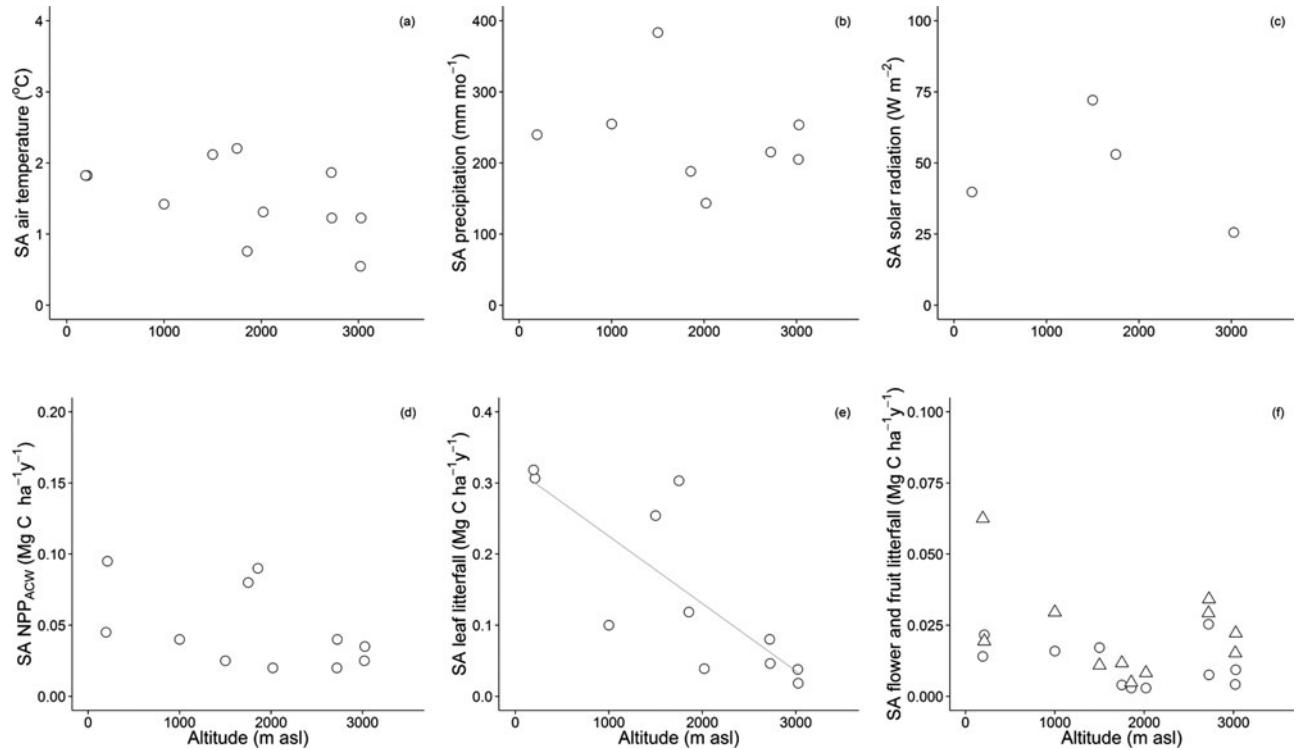 (a)
SA air temperature (°C)
4
3
2
1
0
0 1000 2000 3000
(b)
SA precipitation (mm mo⁻¹)
400
300
200
100
0
0 1000 2000 3000
(c)
SA solar radiation (W m⁻²)
100
75
50
25
0
0 1000 2000 3000
(d)
SA NPP_ACW (Mg C ha⁻¹y⁻¹)
0.20
0.15
0.10
0.05
0.00
0 1000 2000 3000
Altitude (m asl)
(e)
SA leaf litterfall (Mg C ha⁻¹y⁻¹)
0.4
0.3
0.2
0.1
0.0
0 1000 2000 3000
Altitude (m asl)
(f)
SA flower and fruit litterfall (Mg C ha⁻¹y⁻¹)
0.100
0.075
0.050
0.025
0.000
0 1000 2000 3000
Altitude (m asl)